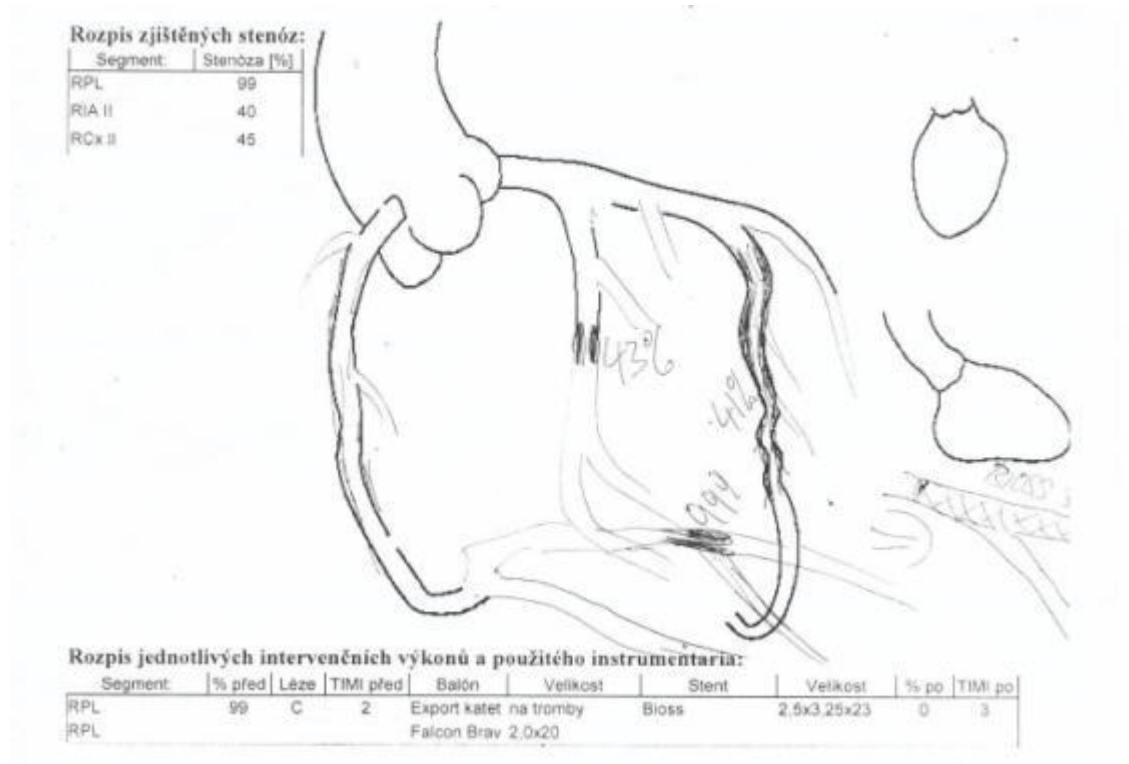 Rozpis zjištěných stenóz:
Segment: Stenóza [%]
RPL 99
RIA II 40
RCx II 45
43%
41%
99%
Rozpis jednotlivých intervenčních výkonů a použitého instrumentaria:
Segment: % před Léze TIMI před Balón Velikost Stent Velikost % po TIMI po
RPL 99 C 2 Export katet na tromby Bioss 2,5x3,25x23 0 3
RPL Falcon Brav 2,0x20